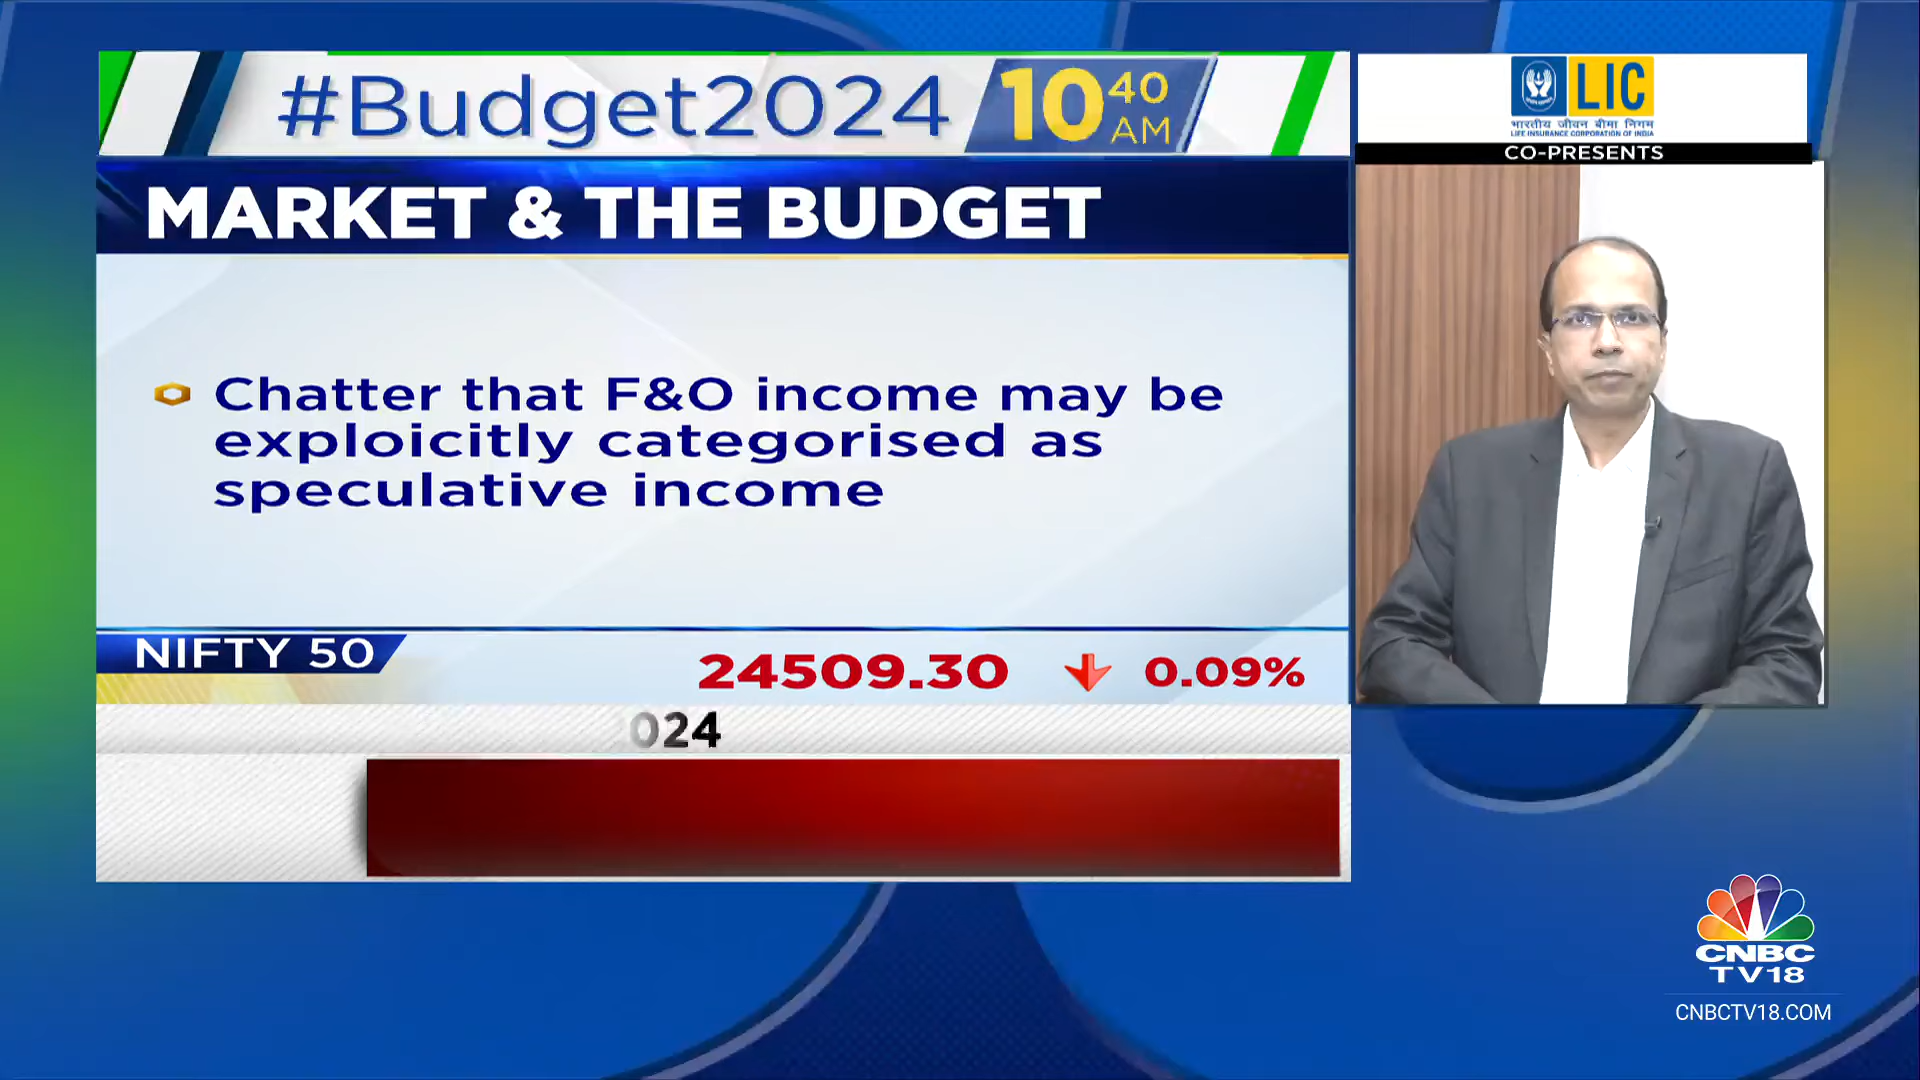 #Budget2024
10 40 AM
LIC
भारतीय जीवन बीमा निगम
LIFE INSURANCE CORPORATION OF INDIA
CO-PRESENTS
MARKET & THE BUDGET
Chatter that F&O income may be
exploicitly categorised as
speculative income
NIFTY 50
24509.30 0.09%
024
CNBC
TV18
CNBCTV18.COM